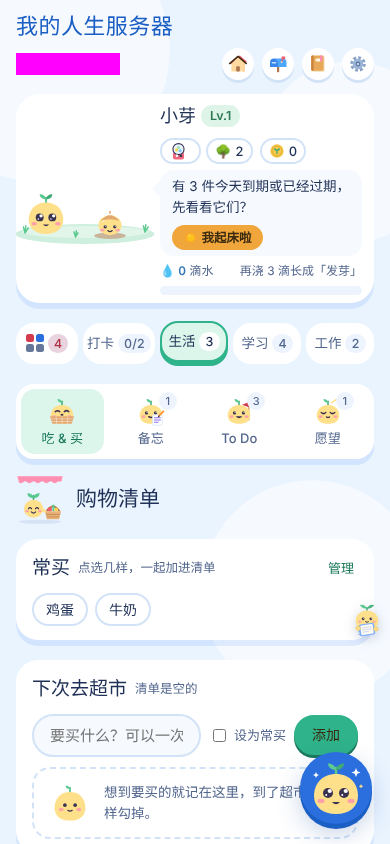 我的人生服务器
小芽 Lv.1
2 0
有 3 件今天到期或已经过期，
先看看它们?
我起床啦
0 滴水 再浇 3 滴长成「发芽」
4 打卡 0/2 生活 3 学习 4 工作 2
1 3 1
吃 & 买 备忘 To Do 愿望
购物清单
常买 点选几样，一起加进清单 管理
鸡蛋 牛奶
下次去超市 清单是空的
要买什么? 可以一次 设为常买 添加
想到要买的就记在这里，到了超
样勾掉。